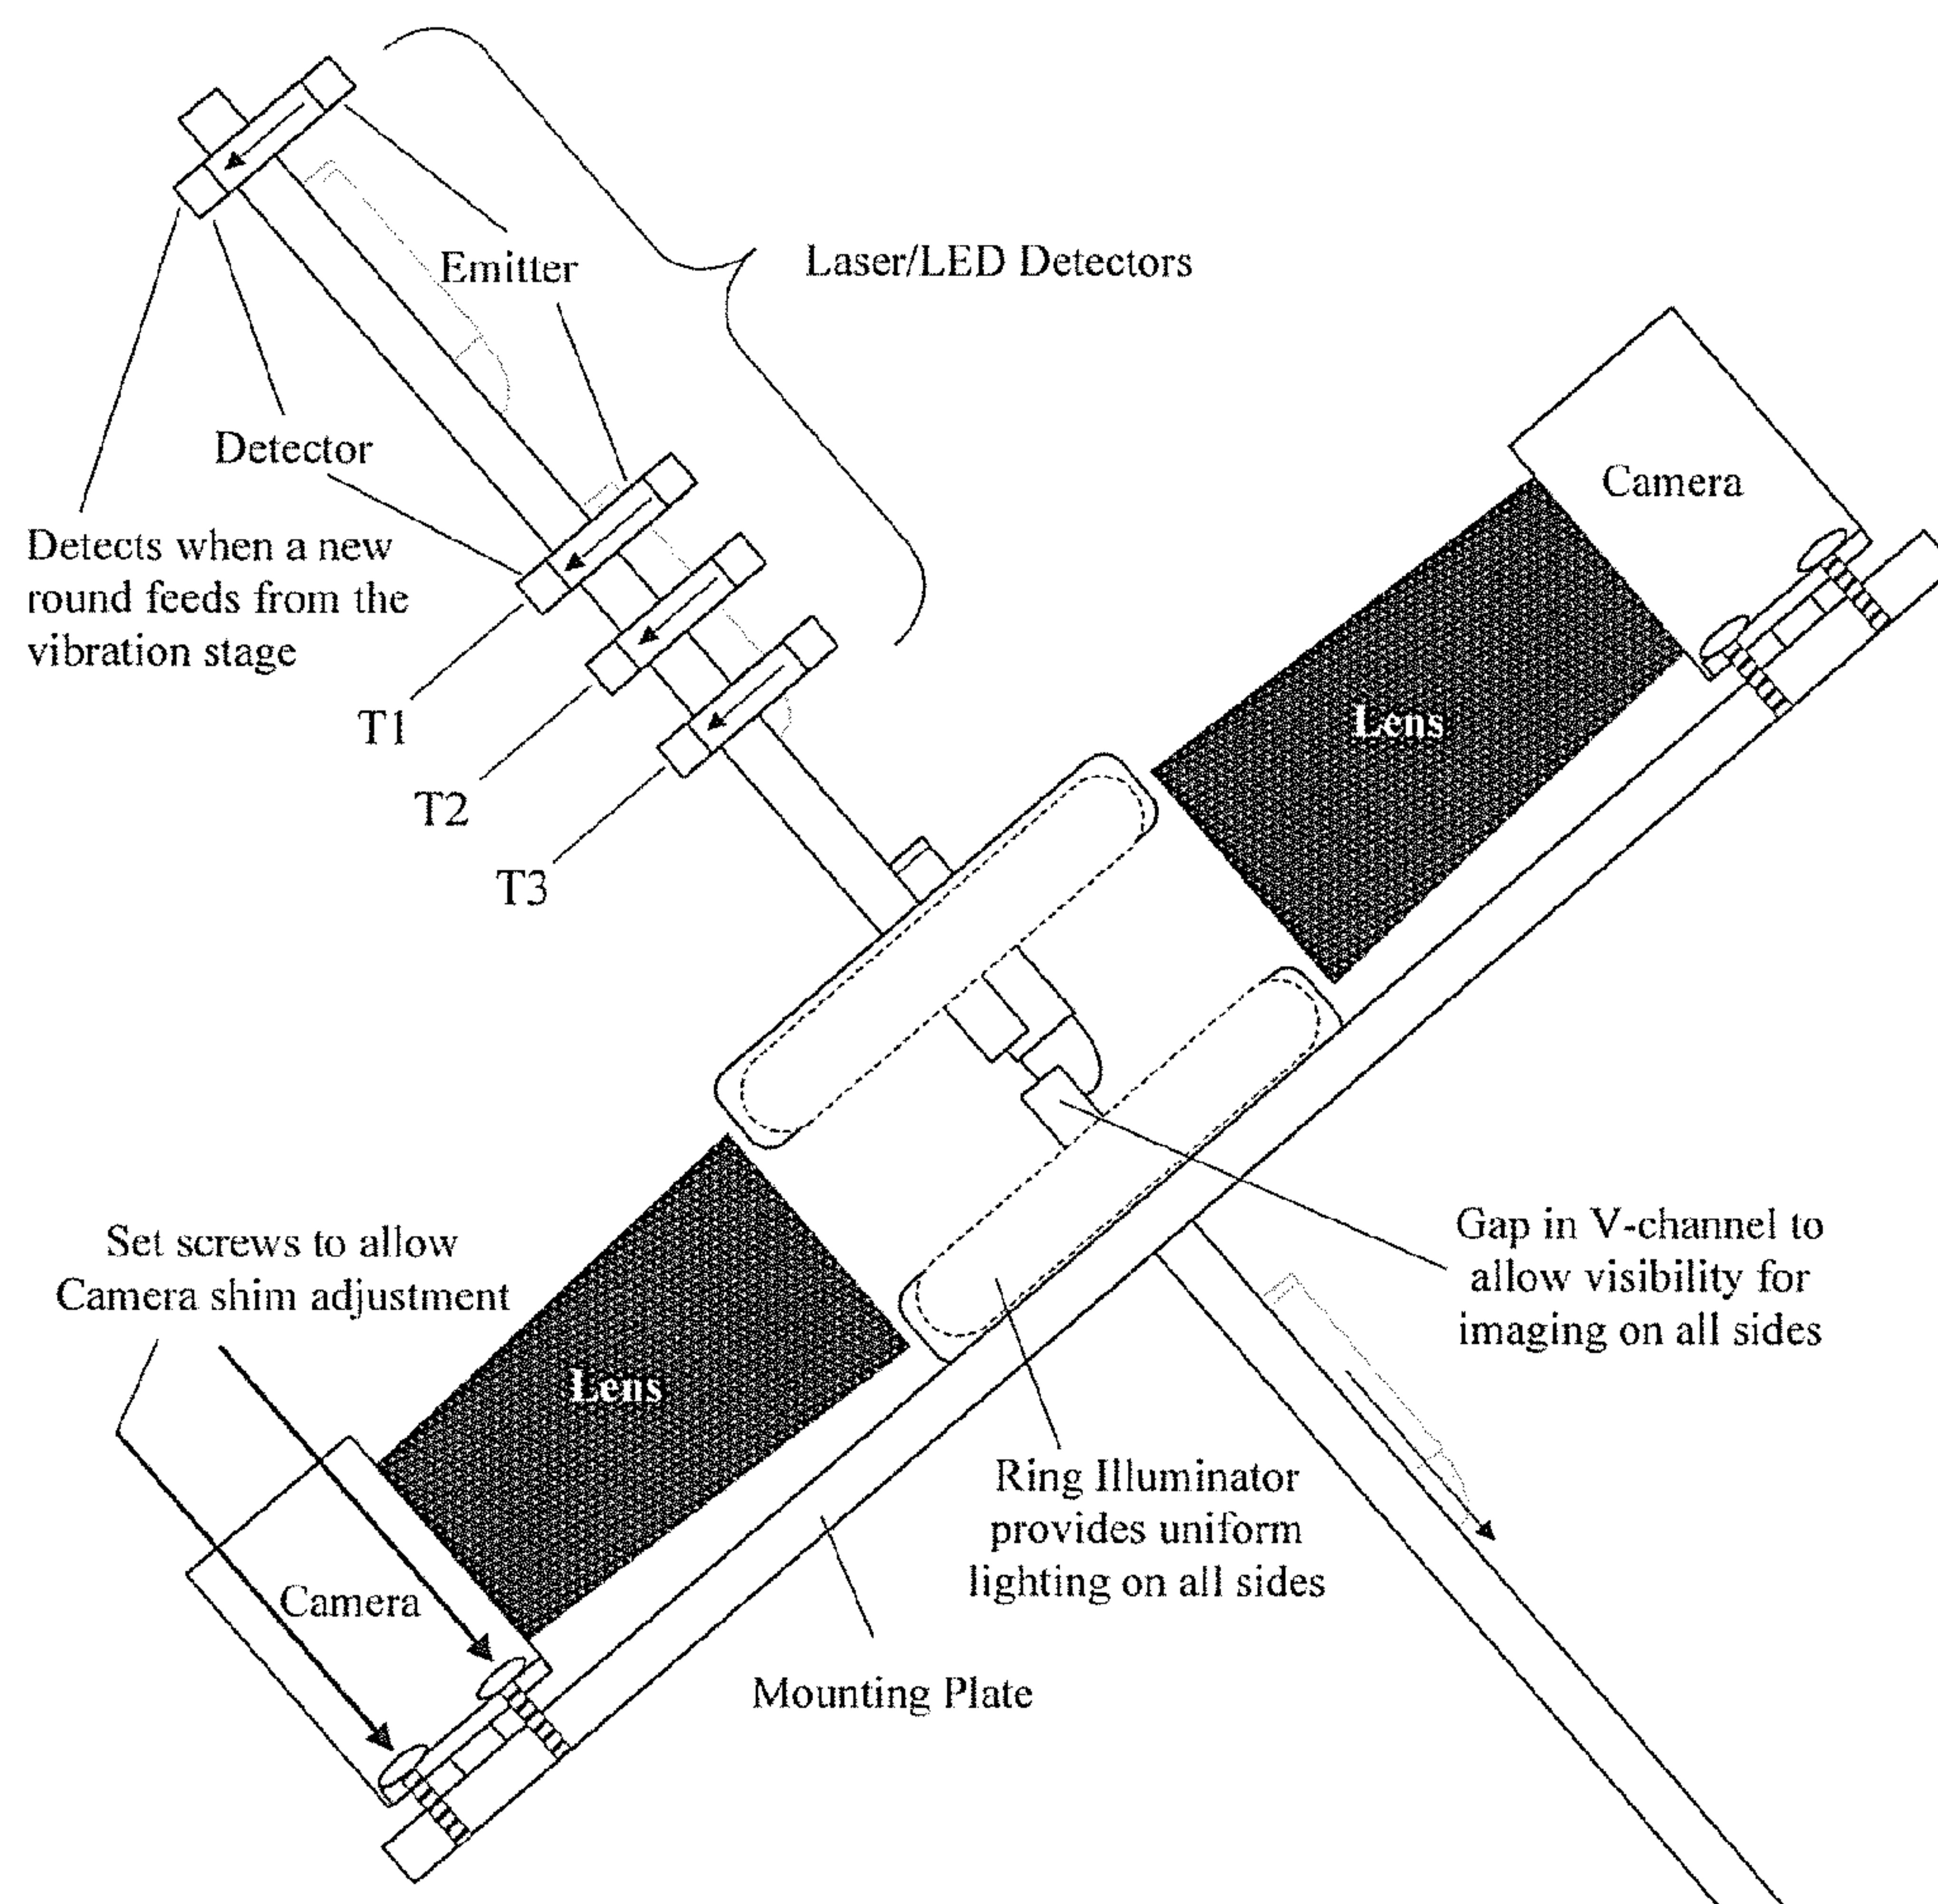 Laser/LED Detectors
Emitter
Detector
Detects when a new
round feeds from the
vibration stage
T1
T2
T3
Camera
Lens
Gap in V-channel to
allow visibility for
imaging on all sides
Set screws to allow
Camera shim adjustment
Lens
Camera
Ring Illuminator
provides uniform
lighting on all sides
Mounting Plate